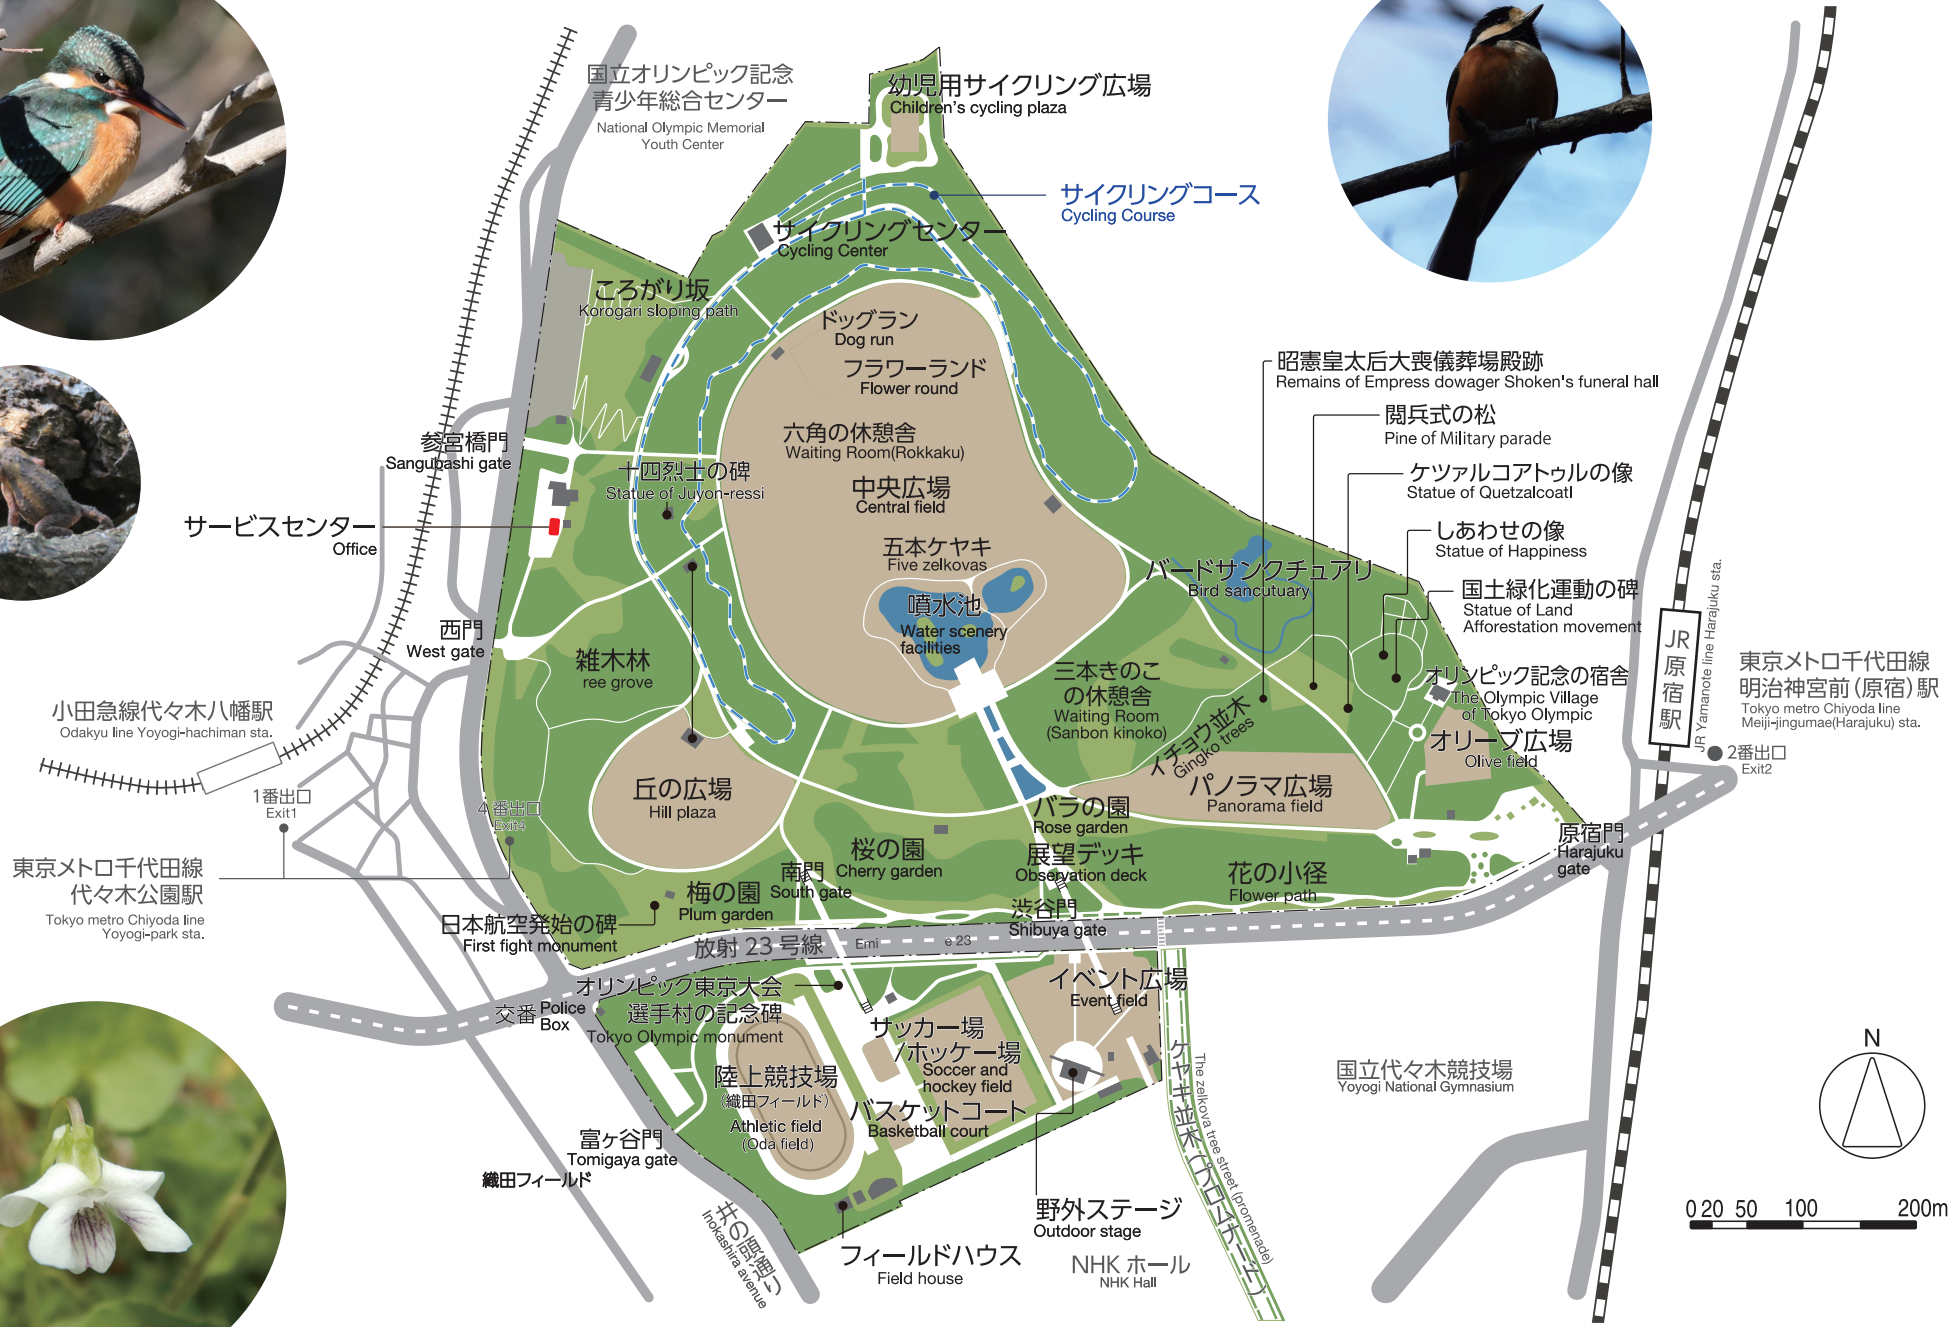 国立オリンピック記念
青少年総合センター
National Olympic Memorial
Youth Center
幼児用サイクリング広場
Children's cycling plaza
サイクリングコース
Cycling Course
サイクリングセンター
Cycling Center
ころがり坂
Korogari sloping path
ドッグラン
Dog run
フラワーランド
Flower round
六角の休憩舎
Waiting Room(Rokkaku)
中央広場
Central field
五本ケヤキ
Five zelkovas
噴水池
Water scenery
facilities
参宮橋門
Sangubashi gate
十四烈士の碑
Statue of Juyon-ressi
サービスセンター
Office
西門
West gate
雑木林
ree grove
昭憲皇太后大喪儀葬場殿跡
Remains of Empress dowager Shoken's funeral hall
閲兵式の松
Pine of Military parade
ケツァルコアトゥルの像
Statue of Quetzalcoatl
しあわせの像
Statue of Happiness
国土緑化運動の碑
Statue of Land
Afforestation movement
バードサンクチュアリ
Bird sancutuary
オリンピック記念の宿舎
The Olympic Village
of Tokyo Olympic
オリーブ広場
Olive field
三本きのこ
の休憩舎
Waiting Room
(Sanbon kinoko)
イチョウ並木
Gingko trees
パノラマ広場
Panorama field
JR原宿駅
JR Yamanote line Harajuku sta.
東京メトロ千代田線
明治神宮前(原宿)駅
Tokyo metro Chiyoda line
Meiji-jingumae(Harajuku) sta.
2番出口
Exit2
小田急線代々木八幡駅
Odakyu line Yoyogi-hachiman sta.
1番出口
Exit1
4番出口
Exit4
東京メトロ千代田線
代々木公園駅
Tokyo metro Chiyoda line
Yoyogi-park sta.
丘の広場
Hill plaza
バラの園
Rose garden
桜の園
Cherry garden
展望デッキ
Observation deck
花の小径
Flower path
原宿門
Harajuku
gate
南門
South gate
梅の園
Plum garden
日本航空発始の碑
First fight monument
渋谷門
Shibuya gate
放射 23 号線
Emi
e 23
オリンピック東京大会
選手村の記念碑
Tokyo Olympic monument
交番
Police
Box
イベント広場
Event field
サッカー場
/ホッケー場
Soccer and
hockey field
陸上競技場
(織田フィールド)
Athletic field
(Oda field)
バスケットコート
Basketball court
富ヶ谷門
Tomigaya gate
織田フィールド
井の頭通り
Inokashira avenue
フィールドハウス
Field house
野外ステージ
Outdoor stage
NHK ホール
NHK Hall
ケヤキ並木(プロムナード)
The zelkova tree street (promenade)
国立代々木競技場
Yoyogi National Gymnasium
N
0 20 50 100 200m